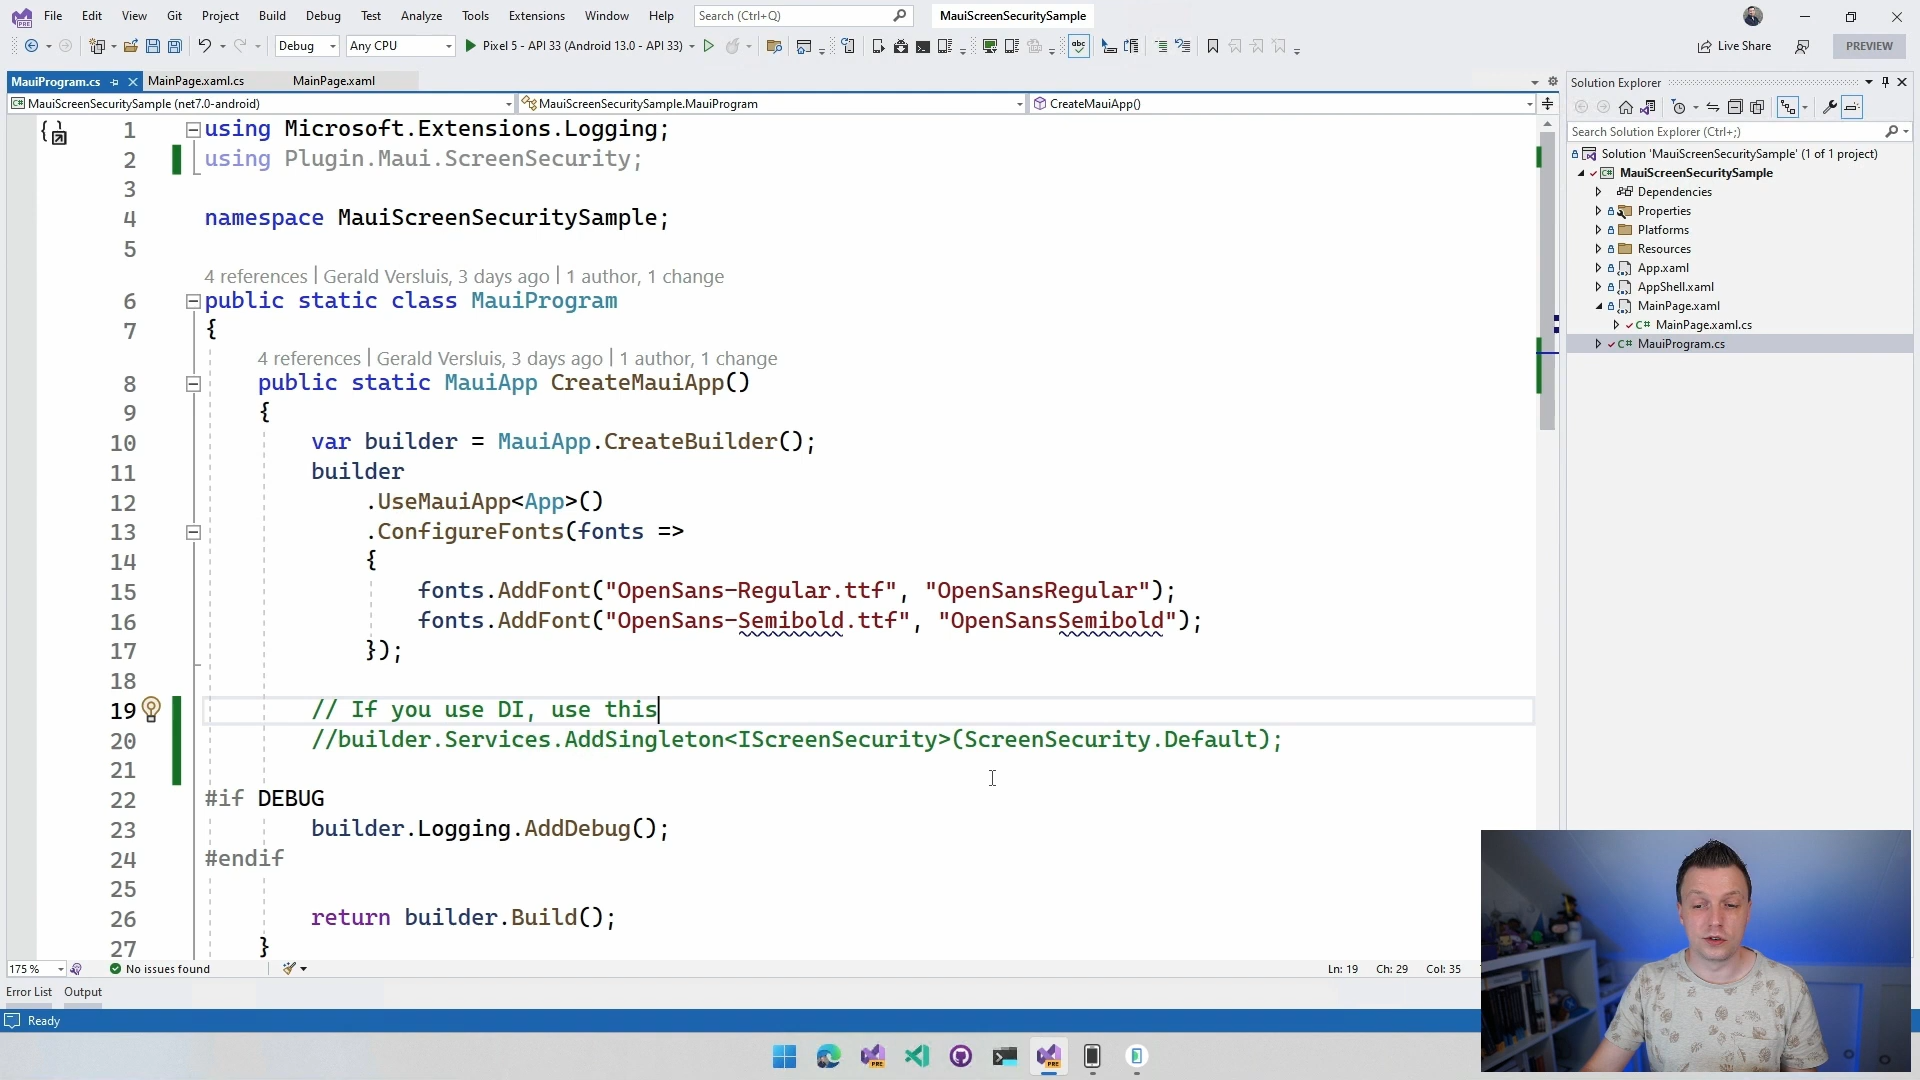 File Edit View Git Project Build Debug Test Analyze Tools Extensions Window Help Search (Ctrl+Q) MauiScreenSecuritySample
Debug Any CPU Pixel 5 - API 33 (Android 13.0 - API 33) Live Share PREVIEW
MauiProgram.cs MainPage.xaml.cs MainPage.xaml
MauiScreenSecuritySample (net7.0-android) MauiScreenSecuritySample.MauiProgram CreateMauiApp()
1 using Microsoft.Extensions.Logging;
2 using Plugin.Maui.ScreenSecurity;
3
4 namespace MauiScreenSecuritySample;
5
4 references | Gerald Versluis, 3 days ago | 1 author, 1 change
6 public static class MauiProgram
7 {
4 references | Gerald Versluis, 3 days ago | 1 author, 1 change
8 public static MauiApp CreateMauiApp()
9 {
10 var builder = MauiApp.CreateBuilder();
11 builder
12 .UseMauiApp<App>()
13 .ConfigureFonts(fonts =>
14 {
15 fonts.AddFont("OpenSans-Regular.ttf", "OpenSansRegular");
16 fonts.AddFont("OpenSans-Semibold.ttf", "OpenSansSemibold");
17 });
18
19 // If you use DI, use this
20 //builder.Services.AddSingleton<IScreenSecurity>(ScreenSecurity.Default);
21
22 #if DEBUG
23 builder.Logging.AddDebug();
24 #endif
25
26 return builder.Build();
27 }
175 % No issues found Ln: 19 Ch: 29 Col: 35
Error List Output
Ready
Solution Explorer
Search Solution Explorer (Ctrl+;)
Solution 'MauiScreenSecuritySample' (1 of 1 project)
MauiScreenSecuritySample
Dependencies
Properties
Platforms
Resources
App.xaml
AppShell.xaml
MainPage.xaml
C# MainPage.xaml.cs
C# MauiProgram.cs